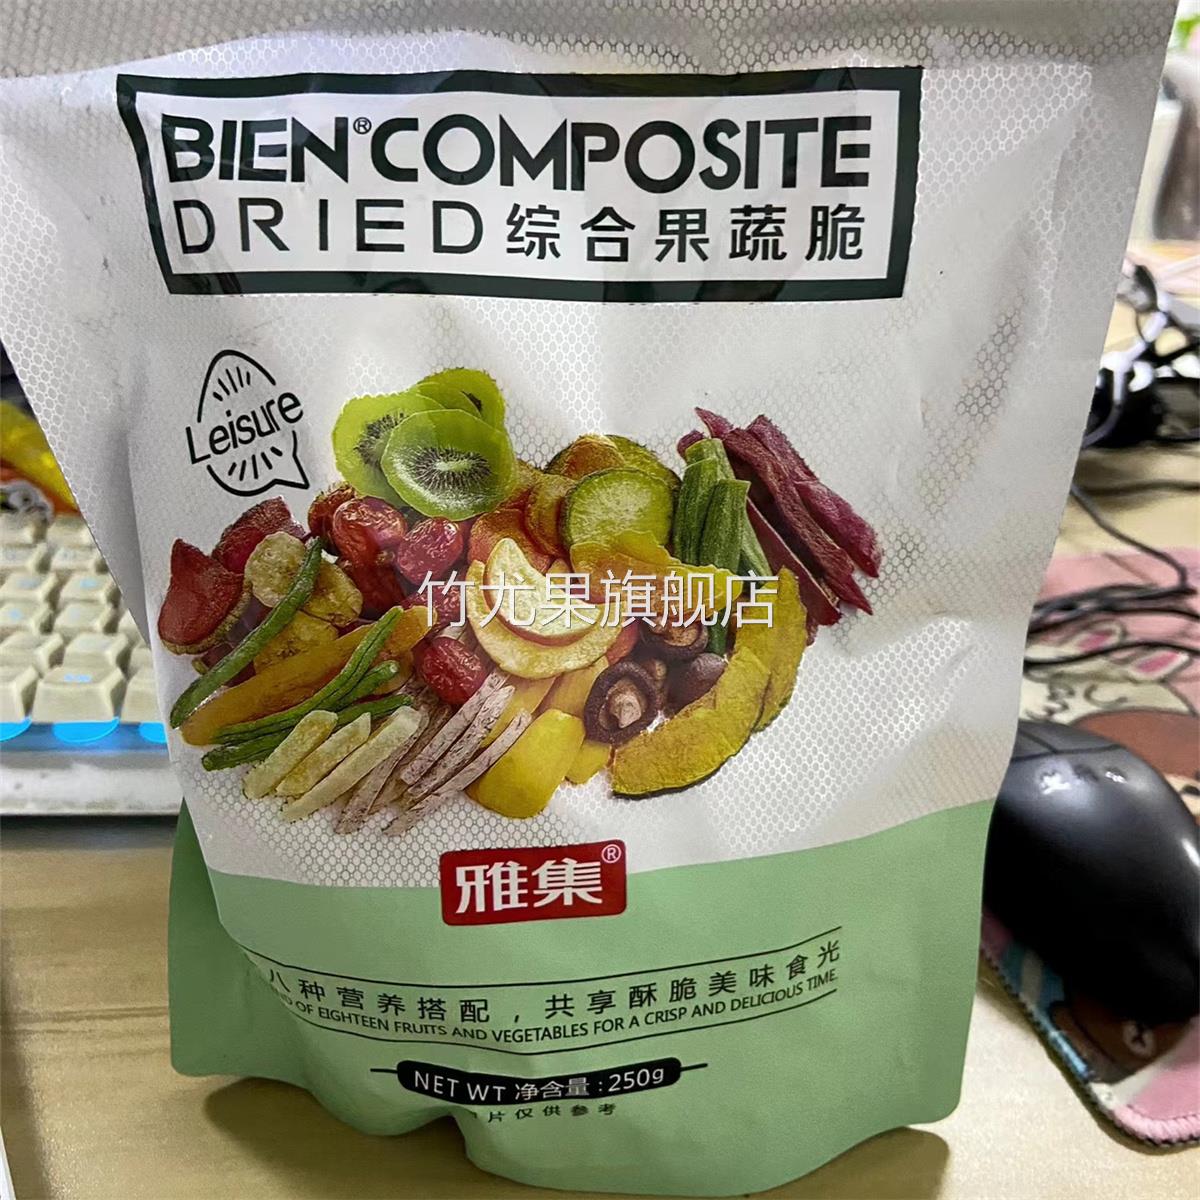 BIEN®COMPOSITE
DRIED综合果蔬脆
Leisure
竹尤果旗舰店
雅集®
八种营养搭配，共享酥脆美味食光
OF EIGHTEEN FRUITS AND VEGETABLES FOR A CRISP AND DELICIOUS TIME.
NET WT 净含量:250g
片仅供参考